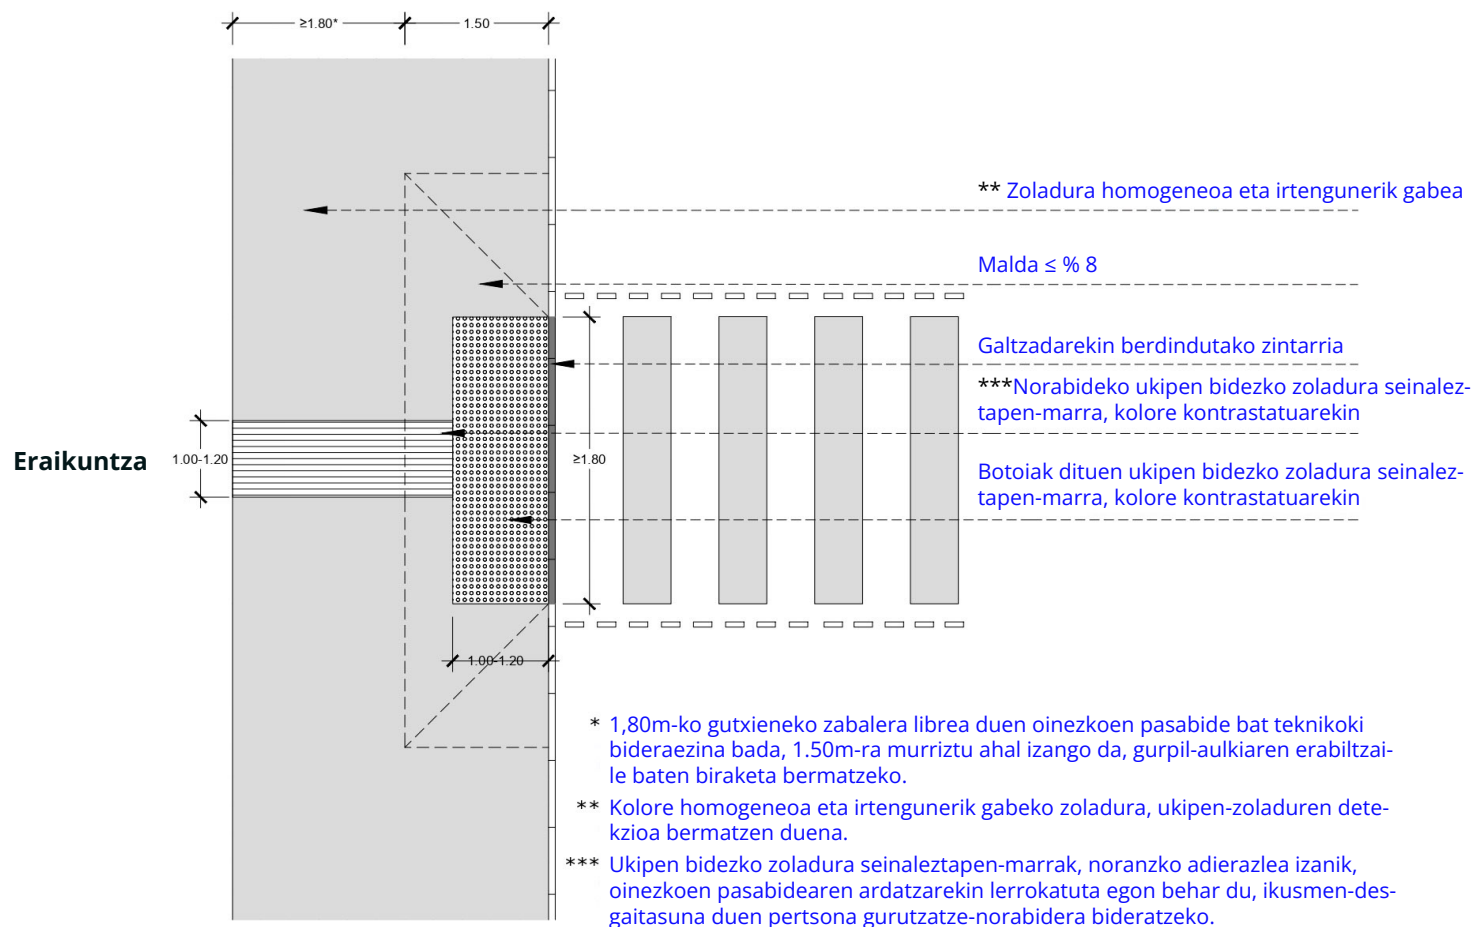 ≥1.80*
1.50
** Zoladura homogeneoa eta irtengunerik gabea
Malda ≤ % 8
Galtzadarekin berdindutako zintarria
***Norabideko ukipen bidezko zoladura seinalez-
tapen-marra, kolore kontrastatuarekin
Eraikuntza
1.00-1.20
≥1.80
Botoiak dituen ukipen bidezko zoladura seinalez-
tapen-marra, kolore kontrastatuarekin
1.00-1.20
* 1,80m-ko gutxieneko zabalera librea duen oinezkoen pasabide bat teknikoki
bideraezina bada, 1.50m-ra murriztu ahal izango da, gurpil-aulkiaren erabiltzai-
le baten biraketa bermatzeko.
** Kolore homogeneoa eta irtengunerik gabeko zoladura, ukipen-zoladuren dete-
kzioa bermatzen duena.
*** Ukipen bidezko zoladura seinaleztapen-marrak, noranzko adierazlea izanik,
oinezkoen pasabidearen ardatzarekin lerrokatuta egon behar du, ikusmen-des-
gaitasuna duen pertsona gurutzatze-norabidera bideratzeko.